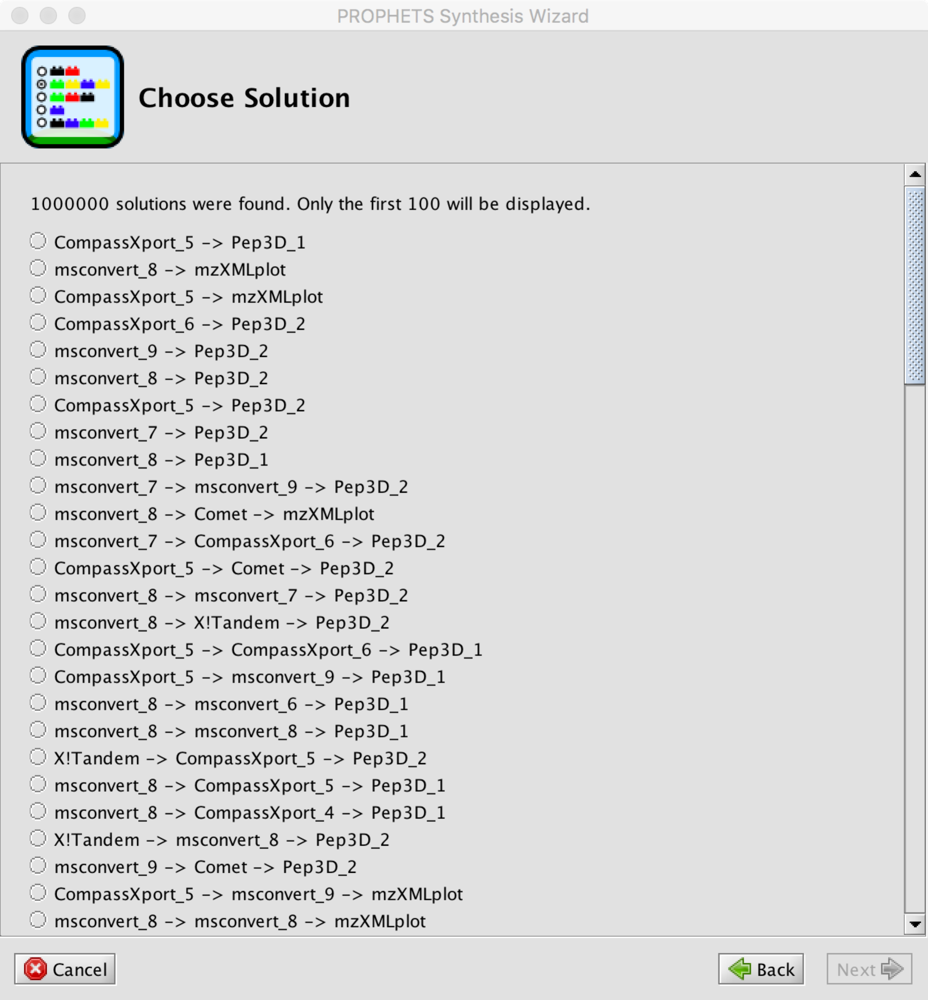 PROPHETS Synthesis Wizard
Choose Solution
1000000 solutions were found. Only the first 100 will be displayed.
CompassXport_5 -> Pep3D_1
msconvert_8 -> mzXMLplot
CompassXport_5 -> mzXMLplot
CompassXport_6 -> Pep3D_2
msconvert_9 -> Pep3D_2
msconvert_8 -> Pep3D_2
CompassXport_5 -> Pep3D_2
msconvert_7 -> Pep3D_2
msconvert_8 -> Pep3D_1
msconvert_7 -> msconvert_9 -> Pep3D_2
msconvert_8 -> Comet -> mzXMLplot
msconvert_7 -> CompassXport_6 -> Pep3D_2
CompassXport_5 -> Comet -> Pep3D_2
msconvert_8 -> msconvert_7 -> Pep3D_2
msconvert_8 -> X!Tandem -> Pep3D_2
CompassXport_5 -> CompassXport_6 -> Pep3D_1
CompassXport_5 -> msconvert_9 -> Pep3D_1
msconvert_8 -> msconvert_6 -> Pep3D_1
msconvert_8 -> msconvert_8 -> Pep3D_1
X!Tandem -> CompassXport_5 -> Pep3D_2
msconvert_8 -> CompassXport_5 -> Pep3D_1
msconvert_8 -> CompassXport_4 -> Pep3D_1
X!Tandem -> msconvert_8 -> Pep3D_2
msconvert_9 -> Comet -> Pep3D_2
CompassXport_5 -> msconvert_9 -> mzXMLplot
msconvert_8 -> msconvert_8 -> mzXMLplot
Cancel Back Next